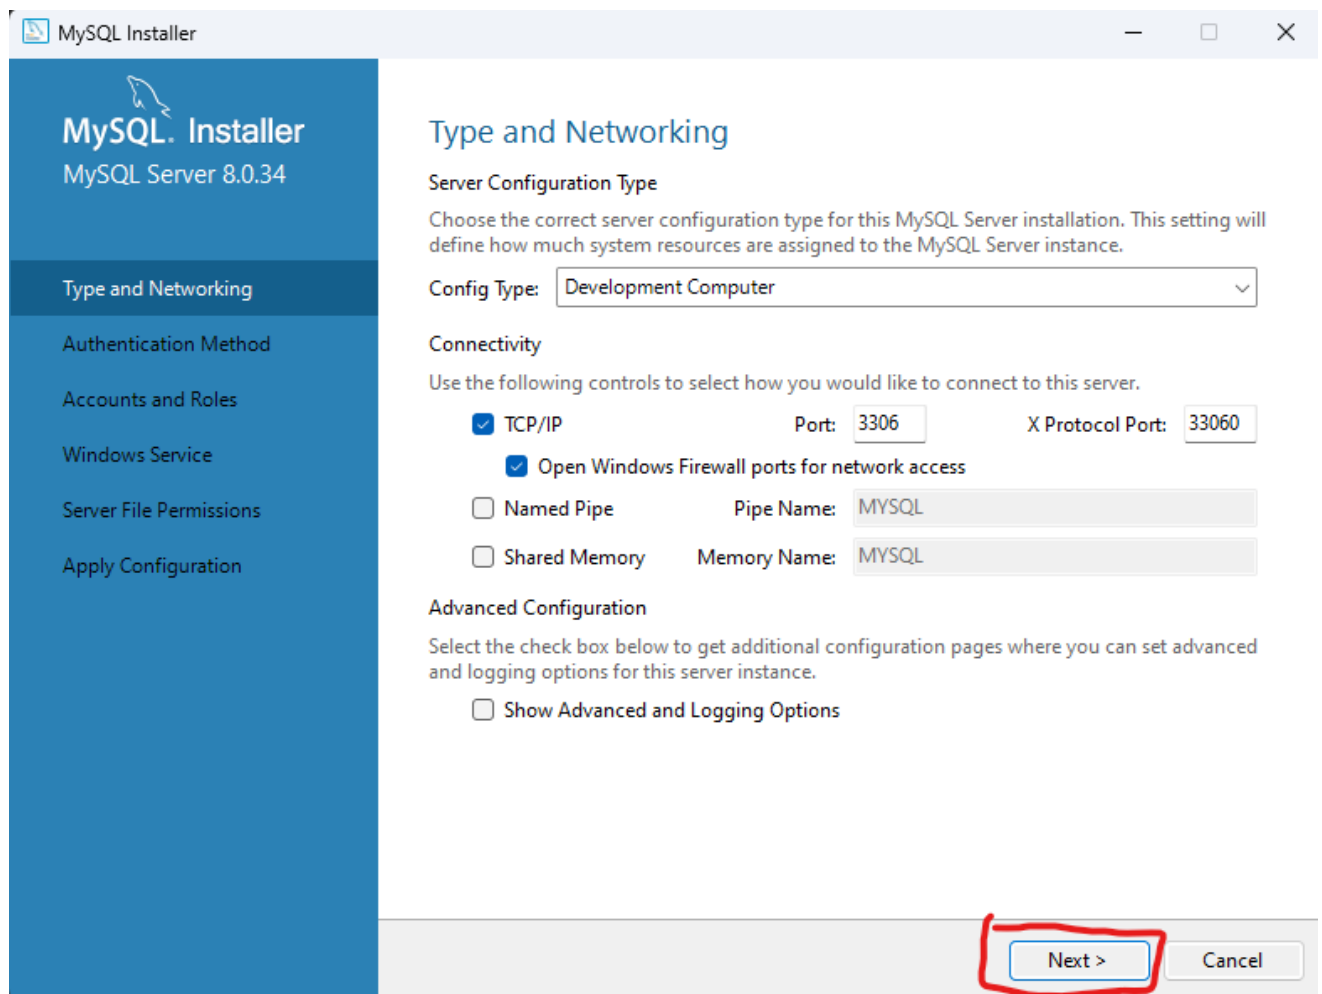 MySQL Installer
MySQL. Installer
MySQL Server 8.0.34
Type and Networking
Authentication Method
Accounts and Roles
Windows Service
Server File Permissions
Apply Configuration
Type and Networking
Server Configuration Type
Choose the correct server configuration type for this MySQL Server installation. This setting will
define how much system resources are assigned to the MySQL Server instance.
Config Type: Development Computer
Connectivity
Use the following controls to select how you would like to connect to this server.
TCP/IP Port: 3306 X Protocol Port: 33060
Open Windows Firewall ports for network access
Named Pipe Pipe Name: MYSQL
Shared Memory Memory Name: MYSQL
Advanced Configuration
Select the check box below to get additional configuration pages where you can set advanced
and logging options for this server instance.
Show Advanced and Logging Options
Next > Cancel